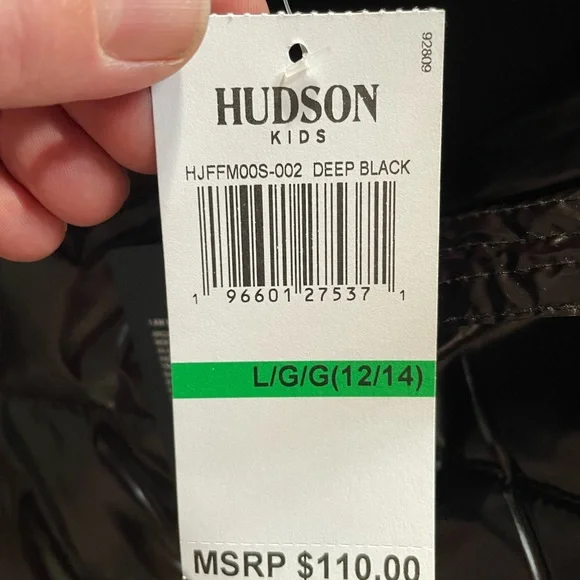 92809
HUDSON
KIDS
HJFFM00S-002 DEEP BLACK
1 96601 27537 1
L/G/G(12/14)
MSRP $110.00